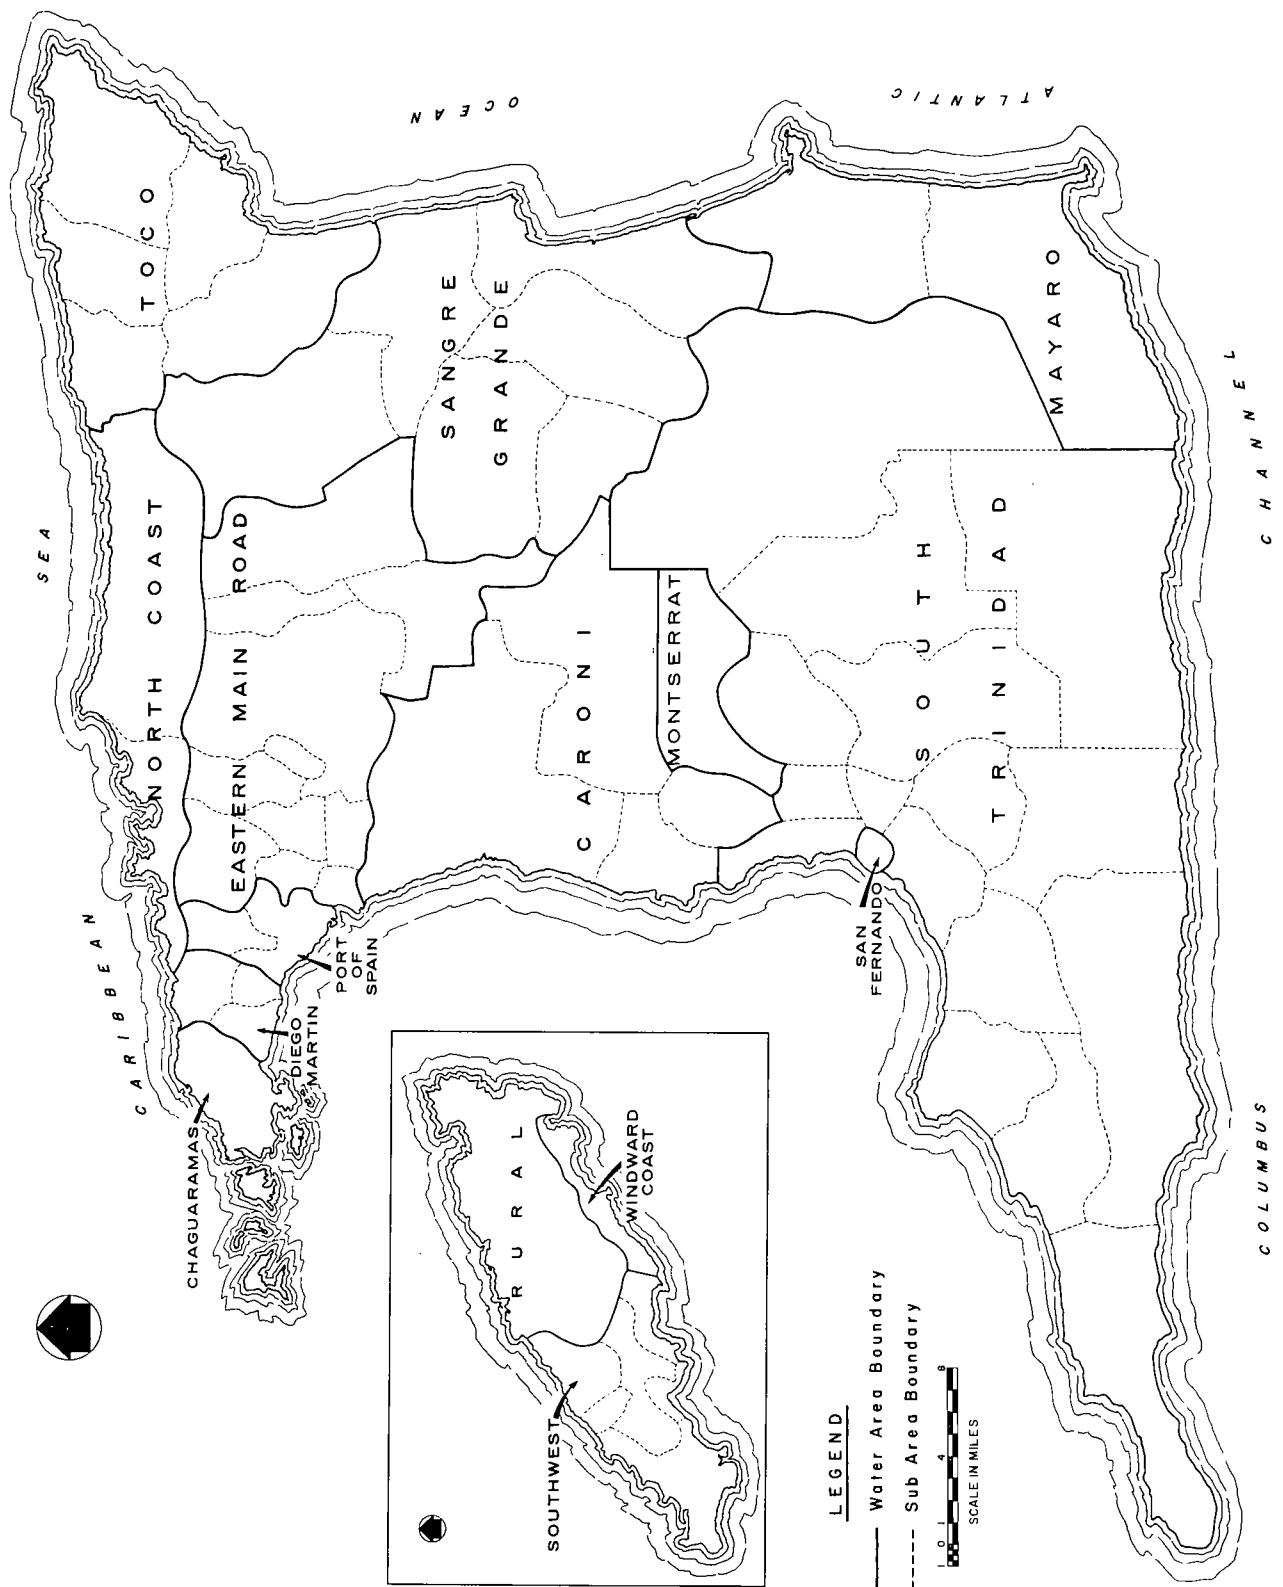 CARIBBEAN
SEA
OCEAN
ATLANTIC
TOCO
NORTH COAST
SANGRE
GRANDE
EASTERN MAIN ROAD
CHAGUARAMAS
DIEGO
MARTIN
PORT
OF
SPAIN
CARONI
MONTSERRAT
SAN
FERNANDO
SOUTH
TRINIDAD
MAYARO
COLUMBUS
CHANNEL
RURAL
WINDWARD
COAST
SOUTHWEST
LEGEND
Water Area Boundary
Sub Area Boundary
1 0 1 4 8
SCALE IN MILES